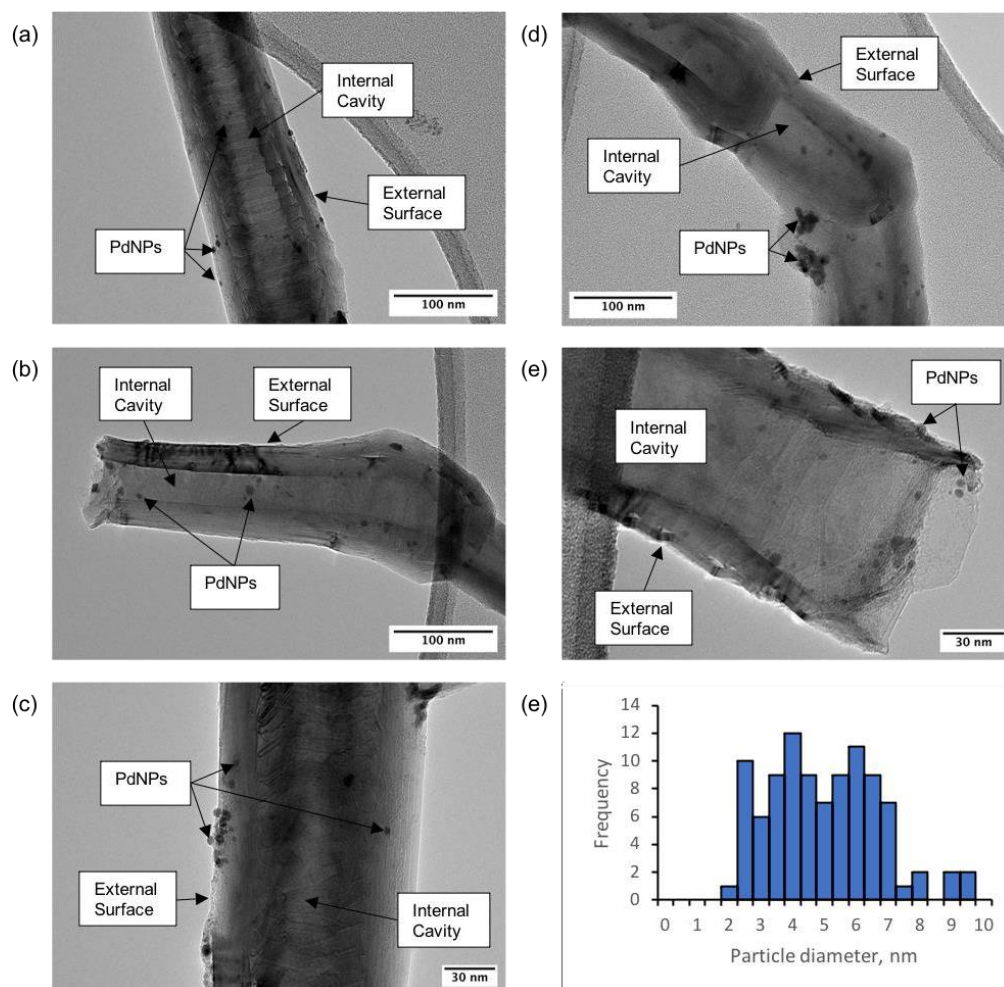 (a)
Internal
Cavity
External
Surface
PdNPs
100 nm
(d)
External
Surface
Internal
Cavity
PdNPs
100 nm
(b)
Internal
Cavity
External
Surface
PdNPs
100 nm
(e)
PdNPs
Internal
Cavity
External
Surface
30 nm
(c)
PdNPs
External
Surface
Internal
Cavity
30 nm
(e)
14
12
10
8
6
4
2
0
Frequency
0 1 2 3 4 5 6 7 8 9 10
Particle diameter, nm